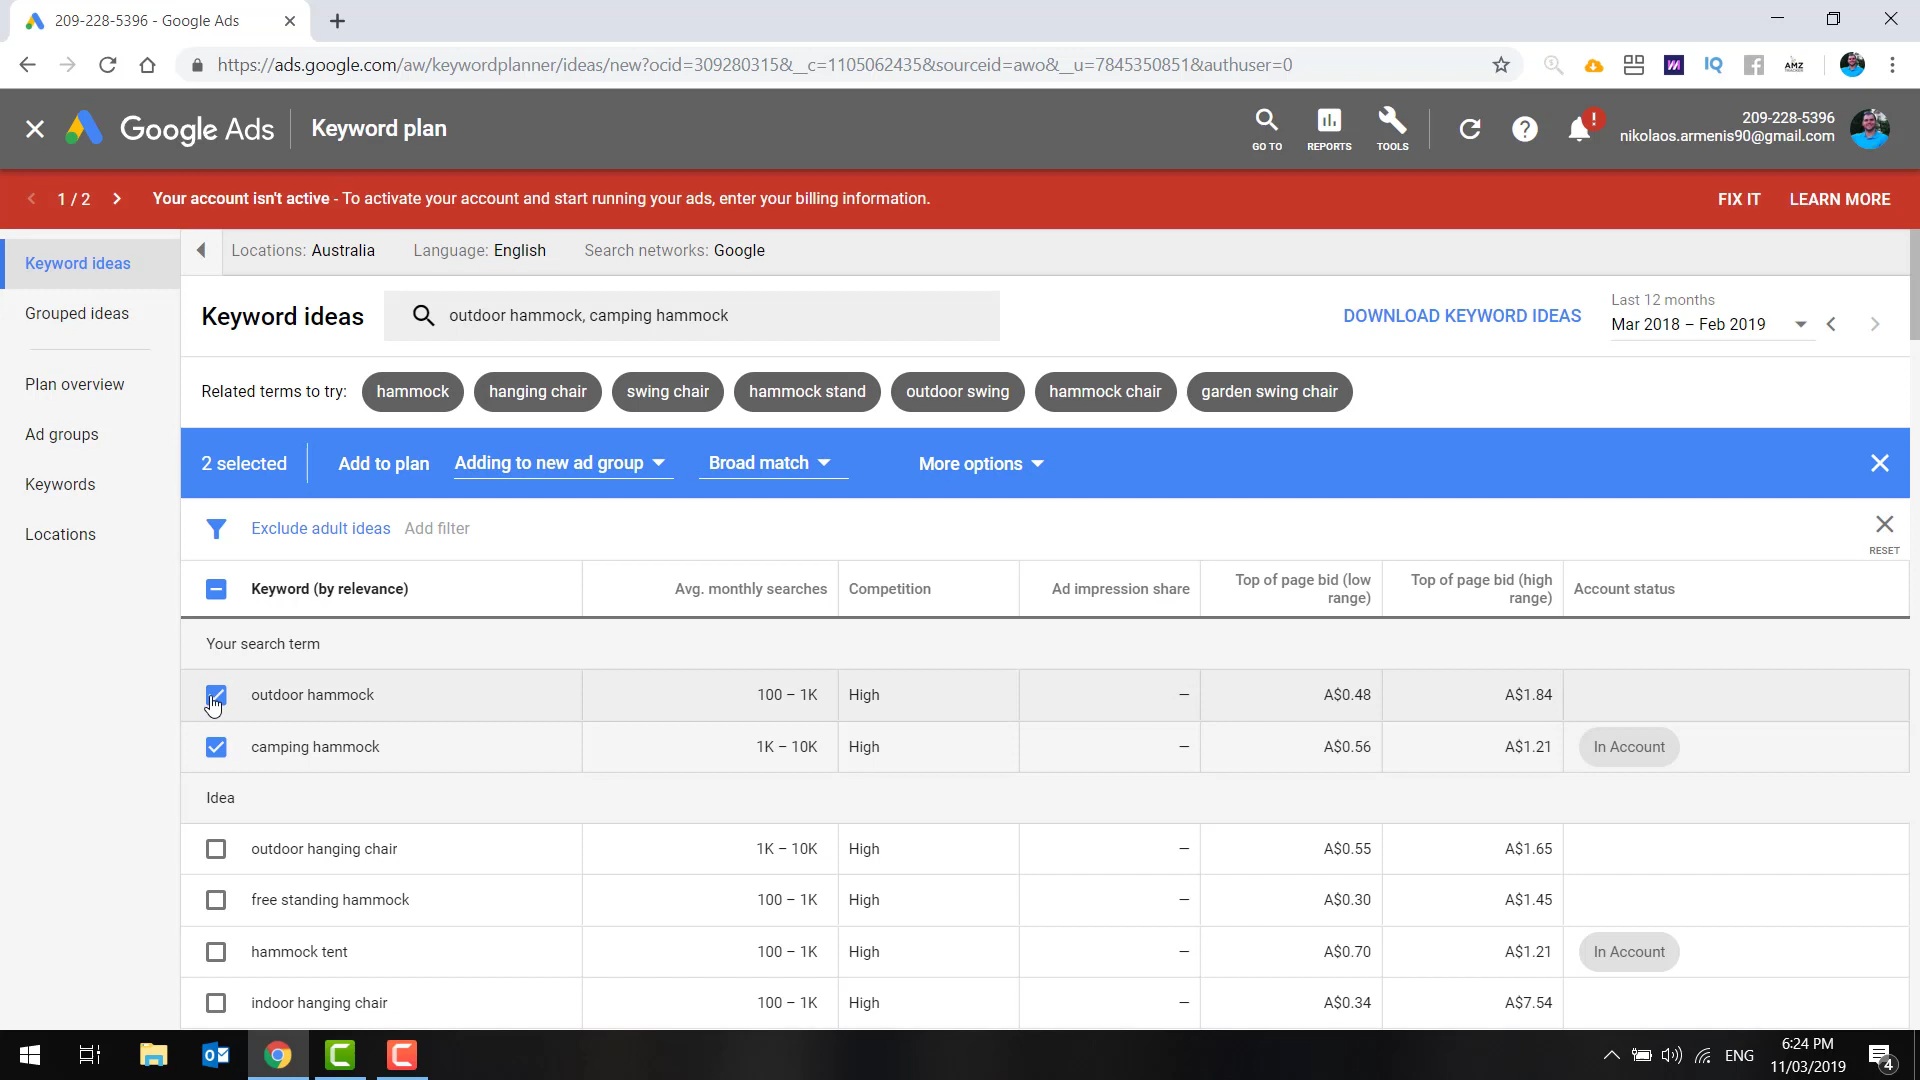 209-228-5396 - Google Ads
https://ads.google.com/aw/keywordplanner/ideas/new?ocid=309280315&__c=1105062435&sourceid=awo&__u=7845350851&authuser=0
IQ
AMZ
Google Ads
Keyword plan
GO TO
REPORTS
TOOLS
?
!
209-228-5396
nikolaos.armenis90@gmail.com
1 / 2
Your account isn't active - To activate your account and start running your ads, enter your billing information.
FIX IT
LEARN MORE
Keyword ideas
Grouped ideas
Plan overview
Ad groups
Keywords
Locations
Locations: Australia
Language: English
Search networks: Google
Keyword ideas
outdoor hammock, camping hammock
DOWNLOAD KEYWORD IDEAS
Last 12 months
Mar 2018 – Feb 2019
Related terms to try:
hammock
hanging chair
swing chair
hammock stand
outdoor swing
hammock chair
garden swing chair
2 selected
Add to plan
Adding to new ad group
Broad match
More options
Exclude adult ideas
Add filter
RESET
Keyword (by relevance)
Avg. monthly searches
Competition
Ad impression share
Top of page bid (low
range)
Top of page bid (high
range)
Account status
Your search term
outdoor hammock 100 – 1K High – A$0.48 A$1.84
camping hammock 1K – 10K High – A$0.56 A$1.21 In Account
Idea
outdoor hanging chair 1K – 10K High – A$0.55 A$1.65
free standing hammock 100 – 1K High – A$0.30 A$1.45
hammock tent 100 – 1K High – A$0.70 A$1.21 In Account
indoor hanging chair 100 – 1K High – A$0.34 A$7.54
ENG
6:24 PM
11/03/2019
4